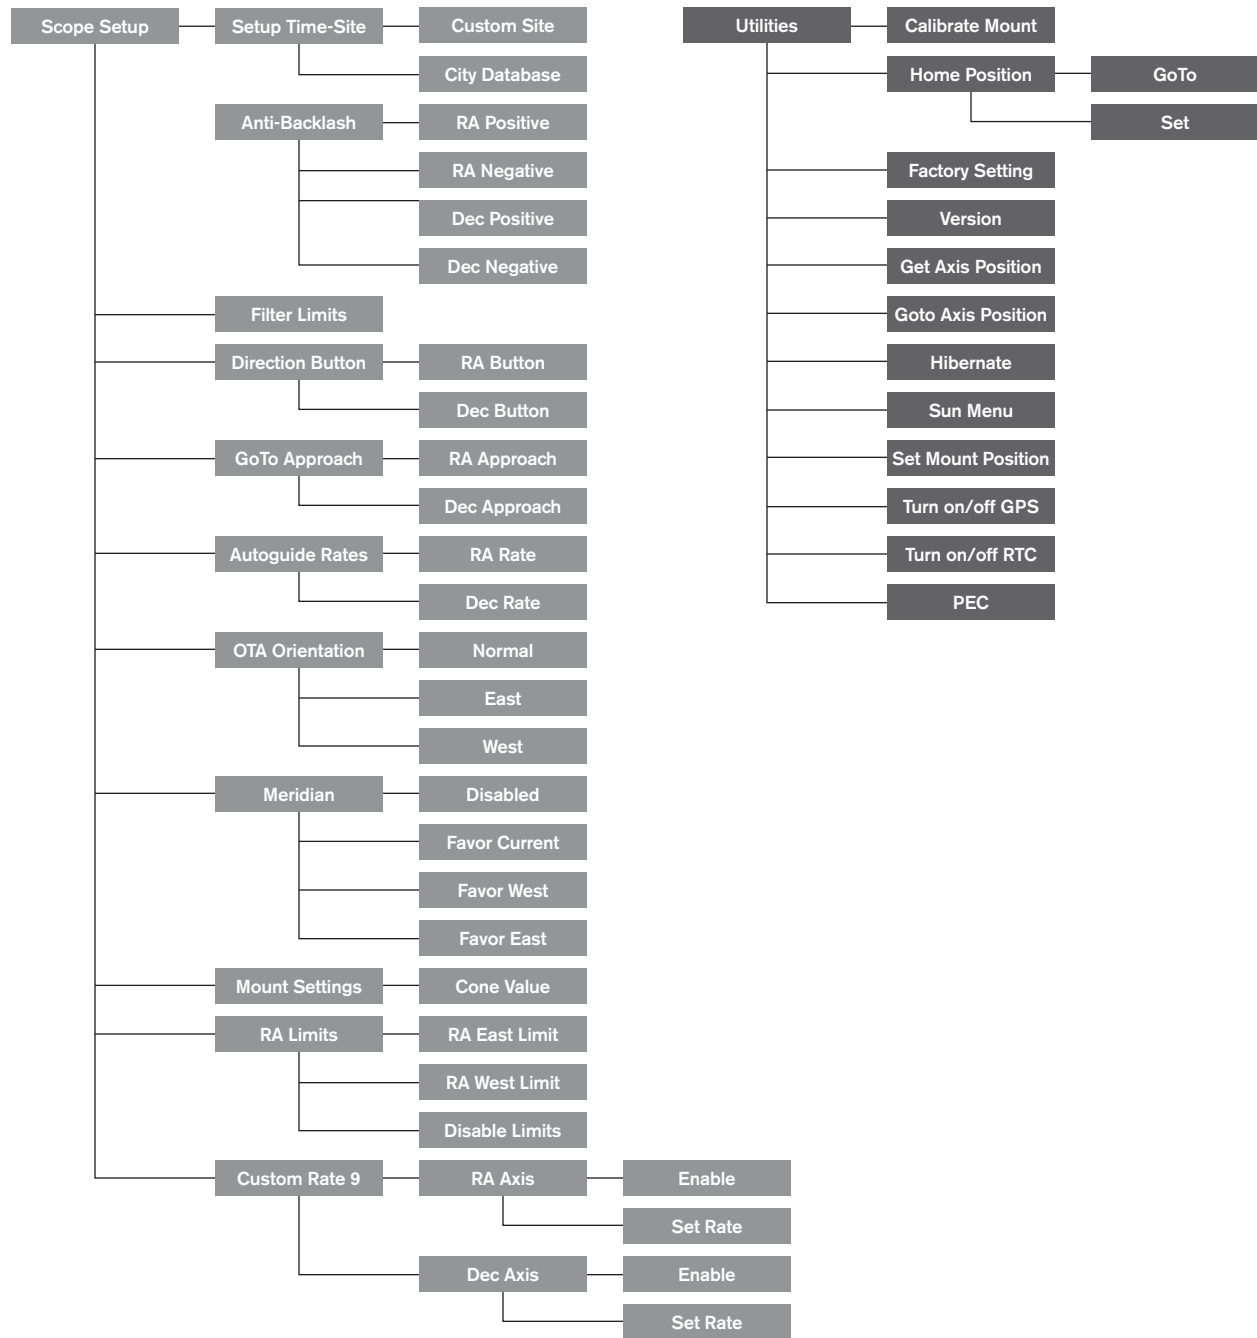 Scope Setup
Setup Time-Site
Custom Site
City Database
Anti-Backlash
RA Positive
RA Negative
Dec Positive
Dec Negative
Filter Limits
Direction Button
RA Button
Dec Button
GoTo Approach
RA Approach
Dec Approach
Autoguide Rates
RA Rate
Dec Rate
OTA Orientation
Normal
East
West
Meridian
Disabled
Favor Current
Favor West
Favor East
Mount Settings
Cone Value
RA Limits
RA East Limit
RA West Limit
Disable Limits
Custom Rate 9
RA Axis
Enable
Set Rate
Dec Axis
Enable
Set Rate
Utilities
Calibrate Mount
Home Position
GoTo
Set
Factory Setting
Version
Get Axis Position
Goto Axis Position
Hibernate
Sun Menu
Set Mount Position
Turn on/off GPS
Turn on/off RTC
PEC